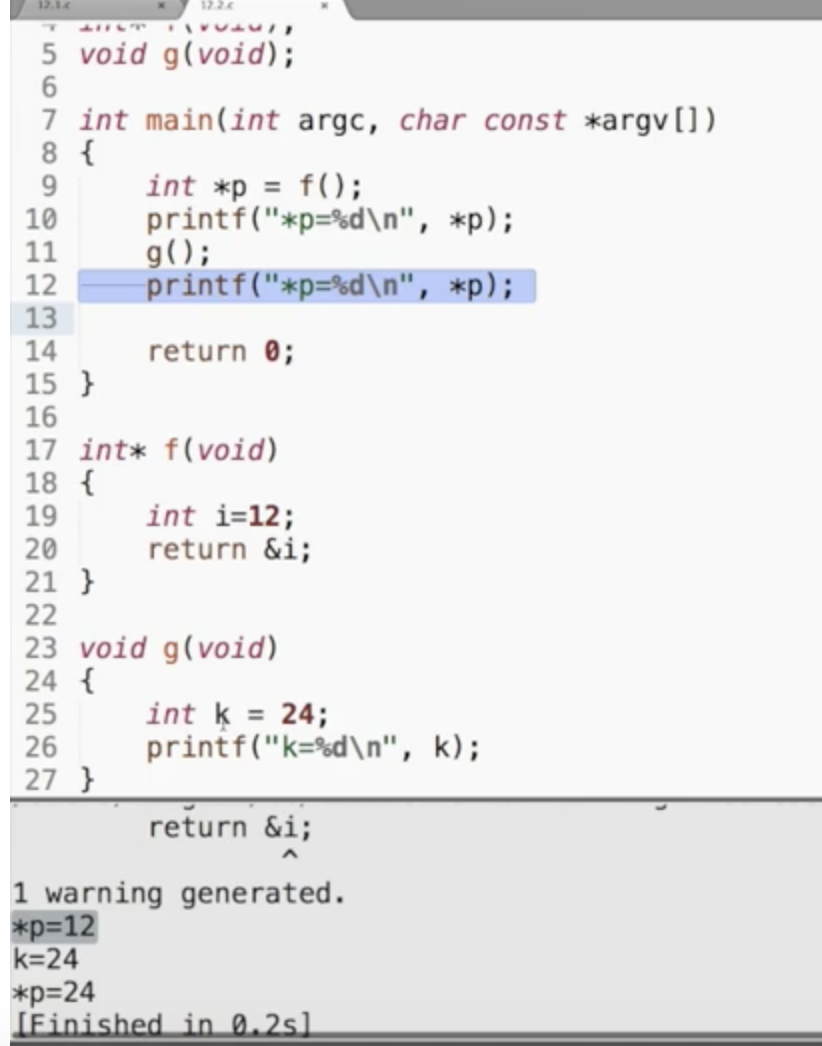 12.1.c × 12.2.c ×
4 int* f(void);
5 void g(void);
6
7 int main(int argc, char const *argv[])
8 {
9 int *p = f();
10 printf("*p=%d\n", *p);
11 g();
12 printf("*p=%d\n", *p);
13
14 return 0;
15 }
16
17 int* f(void)
18 {
19 int i=12;
20 return &i;
21 }
22
23 void g(void)
24 {
25 int k = 24;
26 printf("k=%d\n", k);
27 }
return &i;
^
1 warning generated.
*p=12
k=24
*p=24
[Finished in 0.2s]